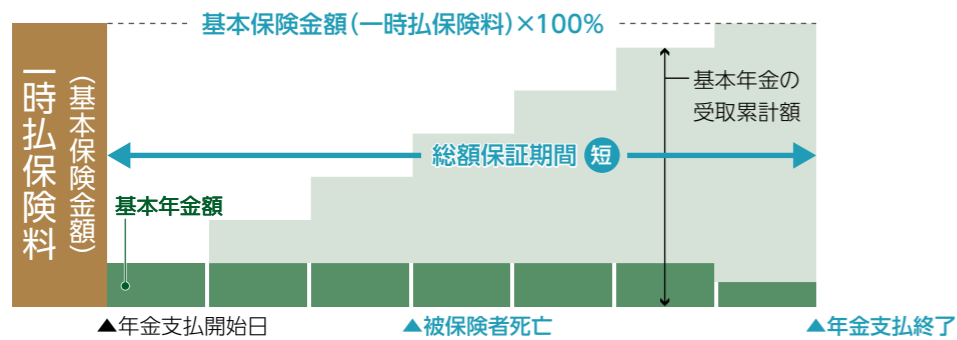 基本保険金額(一時払保険料)×100%
一時払保険料
(基本保険金額)
基本年金の
受取累計額
総額保証期間 短
基本年金額
▲年金支払開始日
▲被保険者死亡
▲年金支払終了